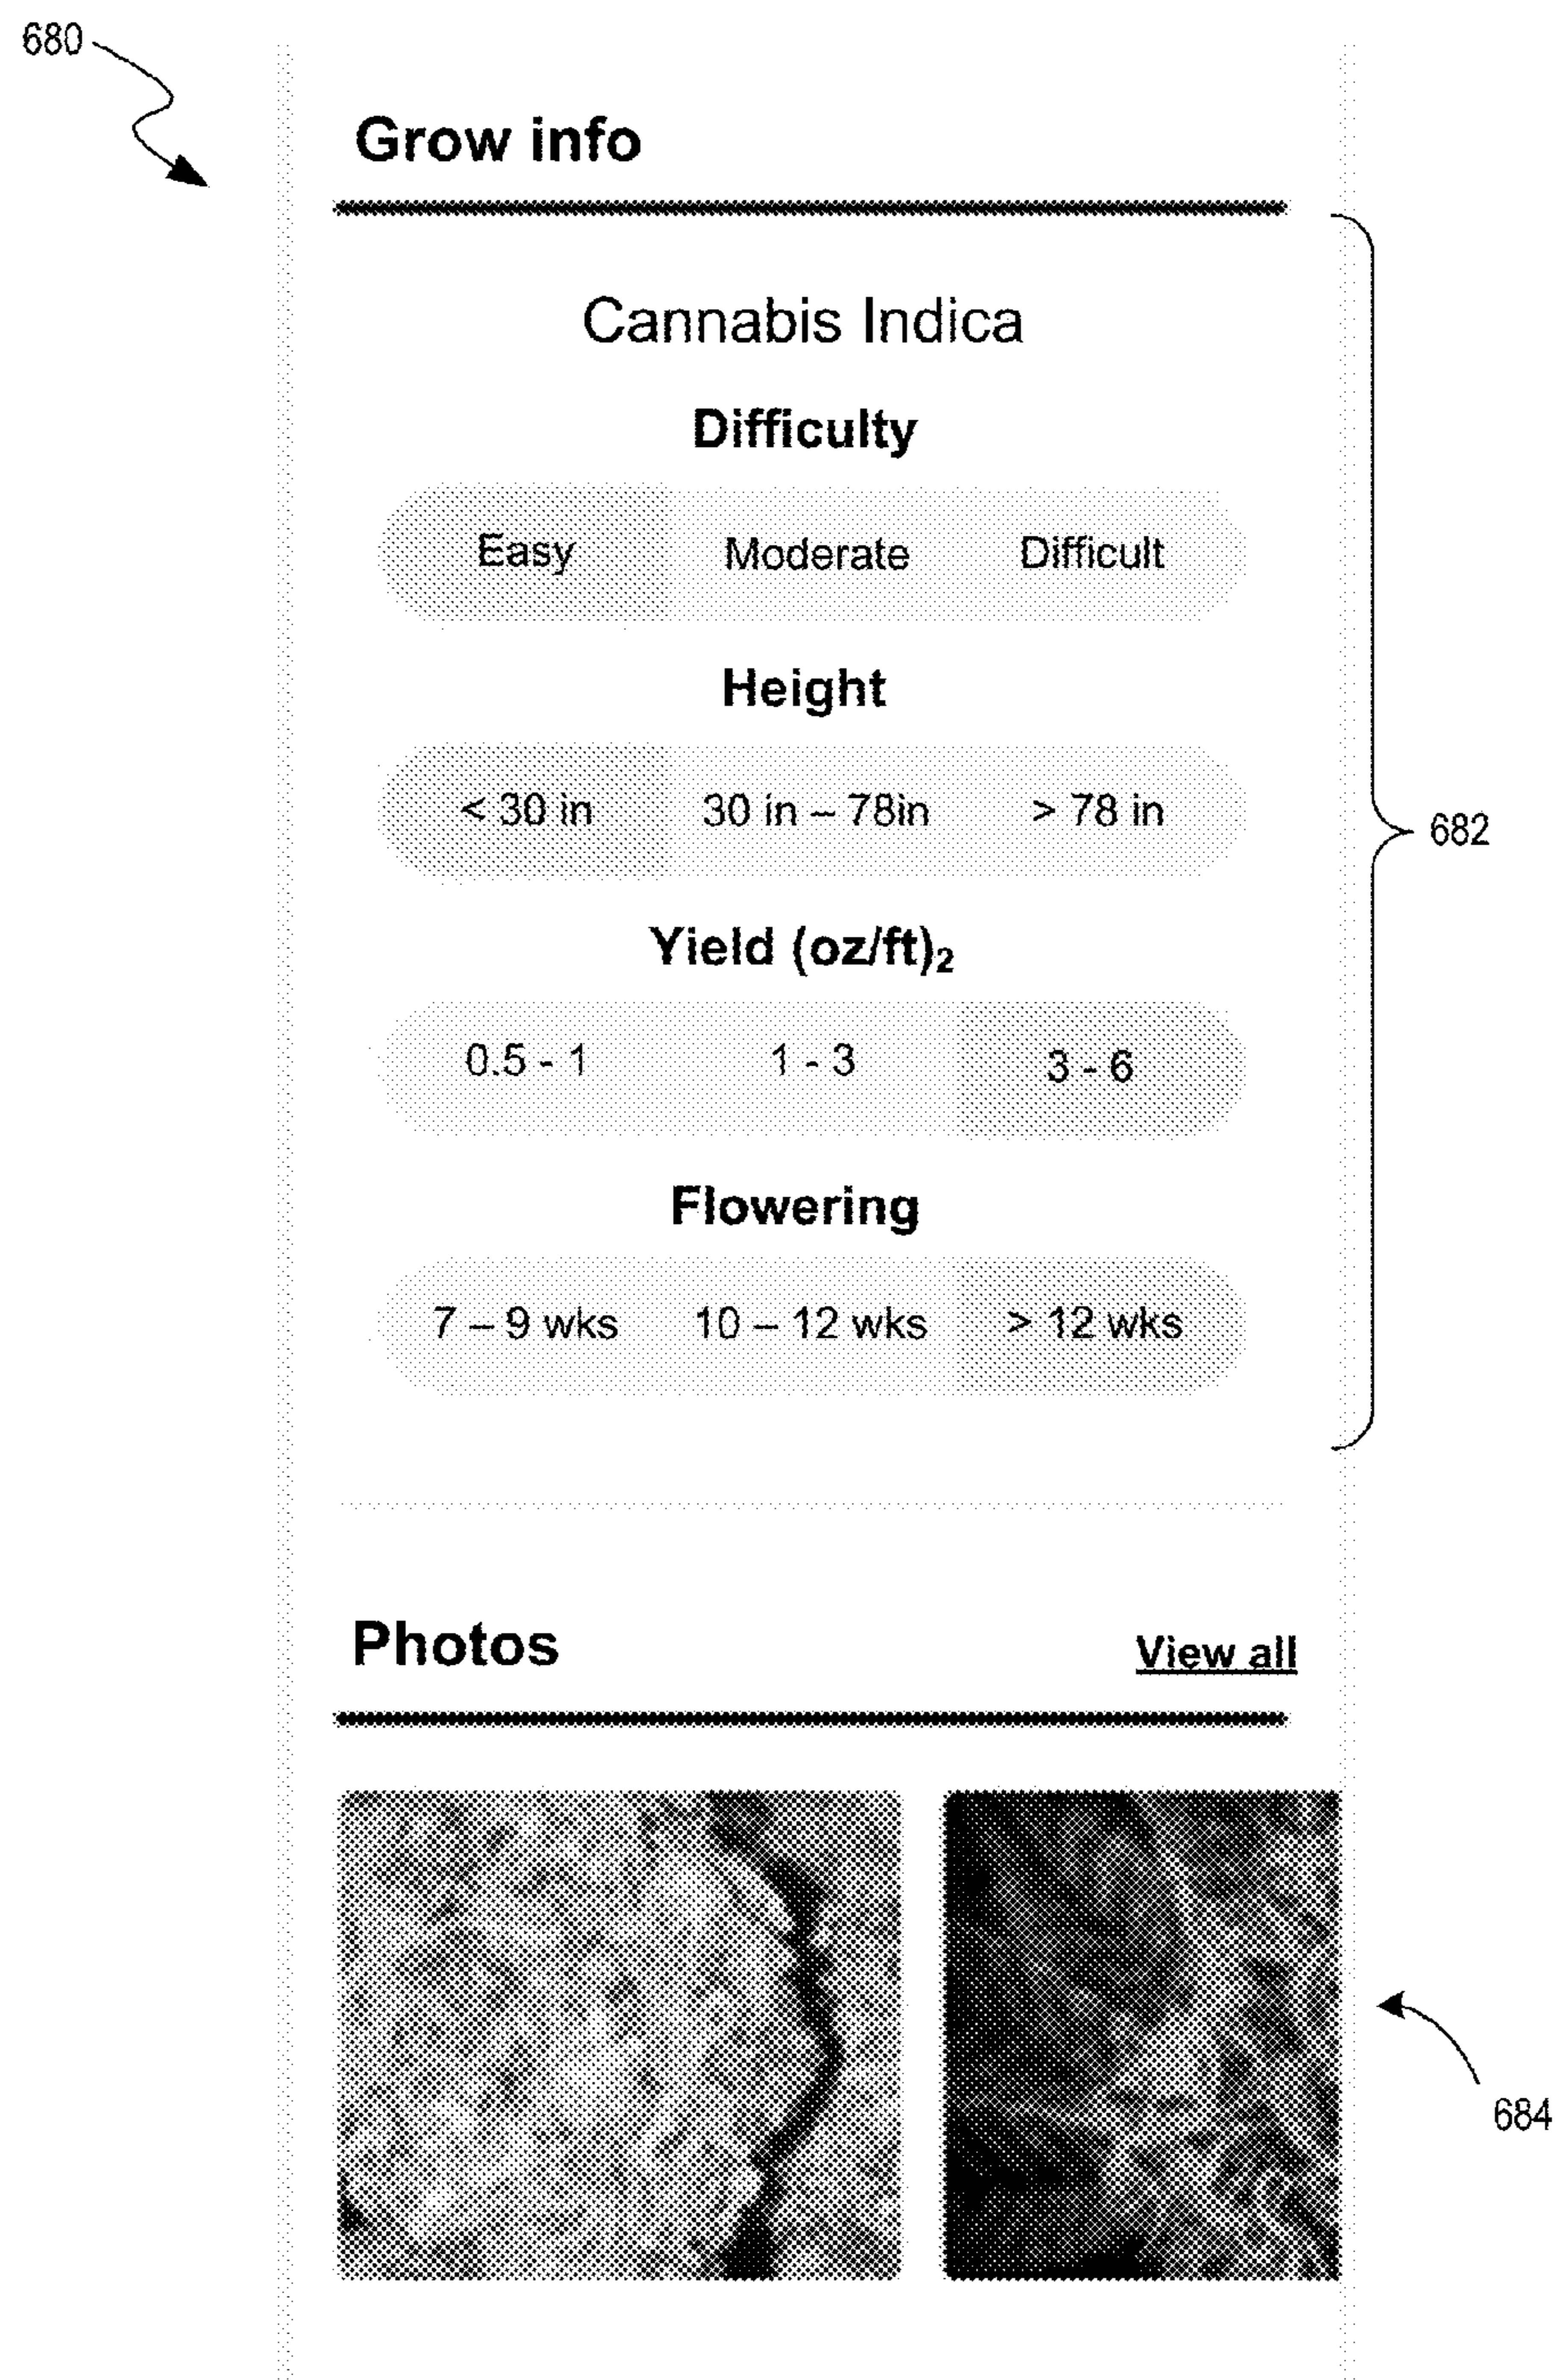 680
Grow info
Cannabis Indica
Difficulty
Easy Moderate Difficult
Height
< 30 in 30 in – 78in > 78 in
682
Yield (oz/ft)₂
0.5 - 1 1 - 3 3 - 6
Flowering
7 – 9 wks 10 – 12 wks > 12 wks
Photos View all
684